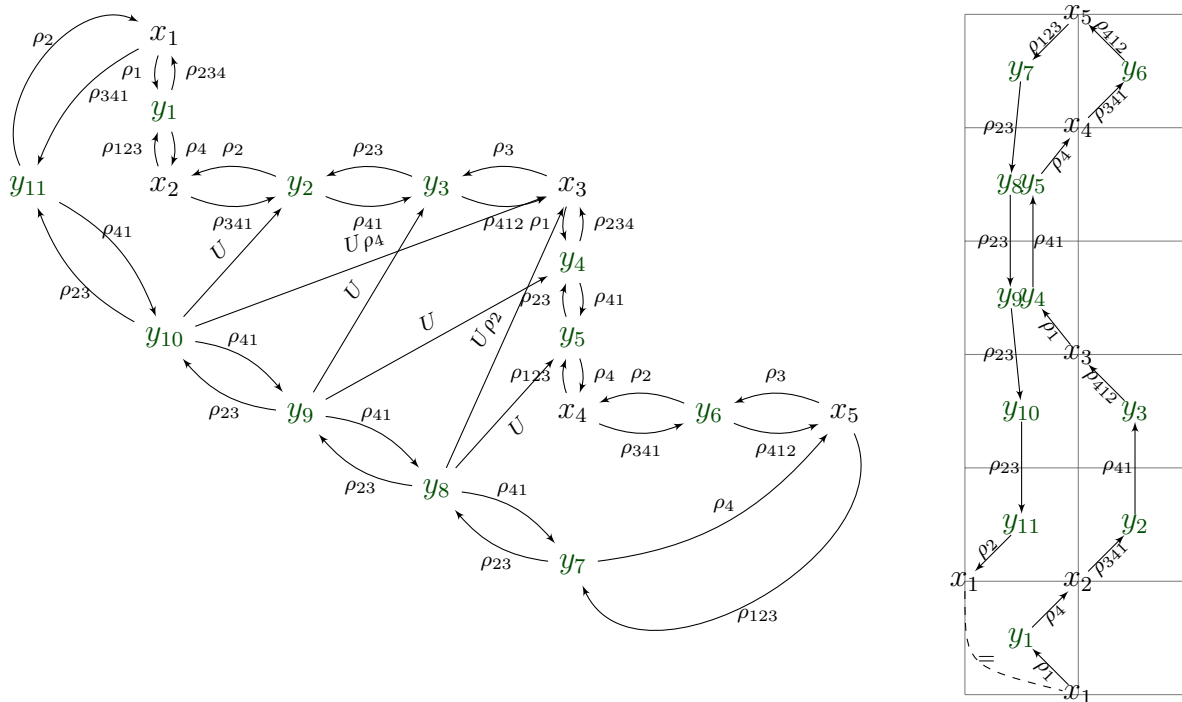 ρ₂ x₁ ρ₁ ρ₂₃₄ ρ₃₄₁
y₁
ρ₁₂₃ ρ₄ ρ₂ ρ₂₃ ρ₃
y₁₁ x₂ y₂ y₃ x₃
ρ₃₄₁ ρ₄₁ ρ₄₁₂ ρ₁ ρ₂₃₄
ρ₄₁ U Uρ₄ y₄
ρ₂₃ U ρ₂₃ ρ₄₁
y₁₀ ρ₄₁ U Uρ₂ y₅
ρ₁₂₃ ρ₄ ρ₂ ρ₃
ρ₂₃ y₉ ρ₄₁ U x₄ y₆ x₅
ρ₃₄₁ ρ₄₁₂
ρ₂₃ y₈ ρ₄₁ ρ₄
ρ₂₃ y₇
ρ₁₂₃
x₅
ρ₁₂₃ ρ₄₁₂
y₇ y₆
ρ₃₄₁
ρ₂₃ x₄
ρ₄
y₈ y₅
ρ₂₃ ρ₄₁
y₉ y₄
ρ₁
ρ₂₃ x₃
ρ₄₁₂
y₁₀ y₃
ρ₂₃ ρ₄₁
y₁₁ y₂
ρ₂ ρ₃₄₁
x₁ x₂
ρ₄
y₁
= ρ₁
x₁